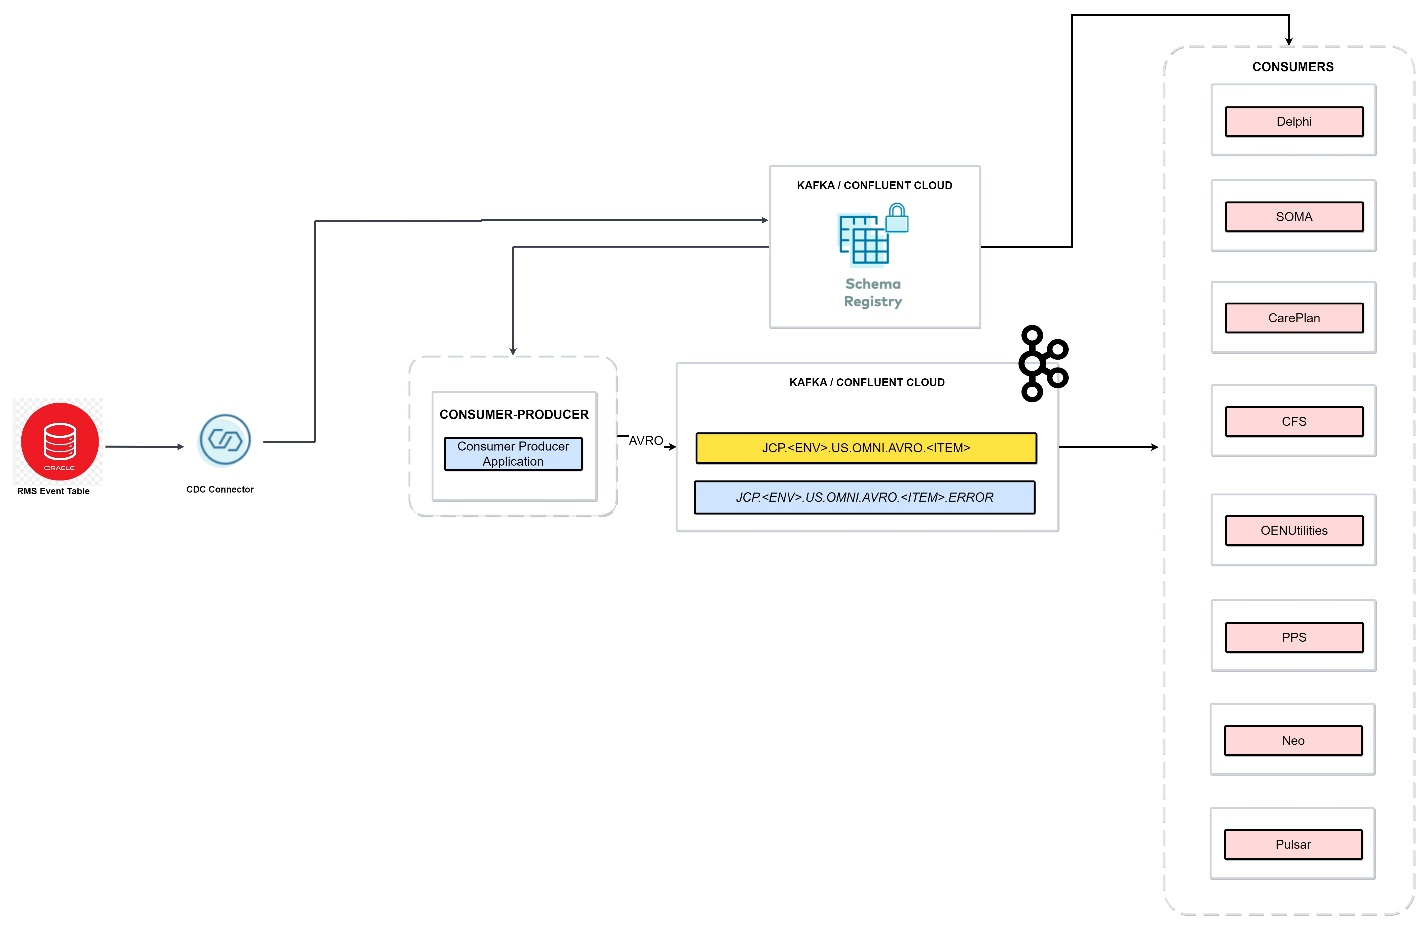 CONSUMERS
Delphi
KAFKA / CONFLUENT CLOUD
SOMA
Schema
Registry
CarePlan
KAFKA / CONFLUENT CLOUD
CONSUMER-PRODUCER
CFS
ORACLE
Consumer Producer
Application
AVRO
JCP.<ENV>.US.OMNI.AVRO.<ITEM>
RMS Event Table
CDC Connector
JCP.<ENV>.US.OMNI.AVRO.<ITEM>.ERROR
OENUtilities
PPS
Neo
Pulsar